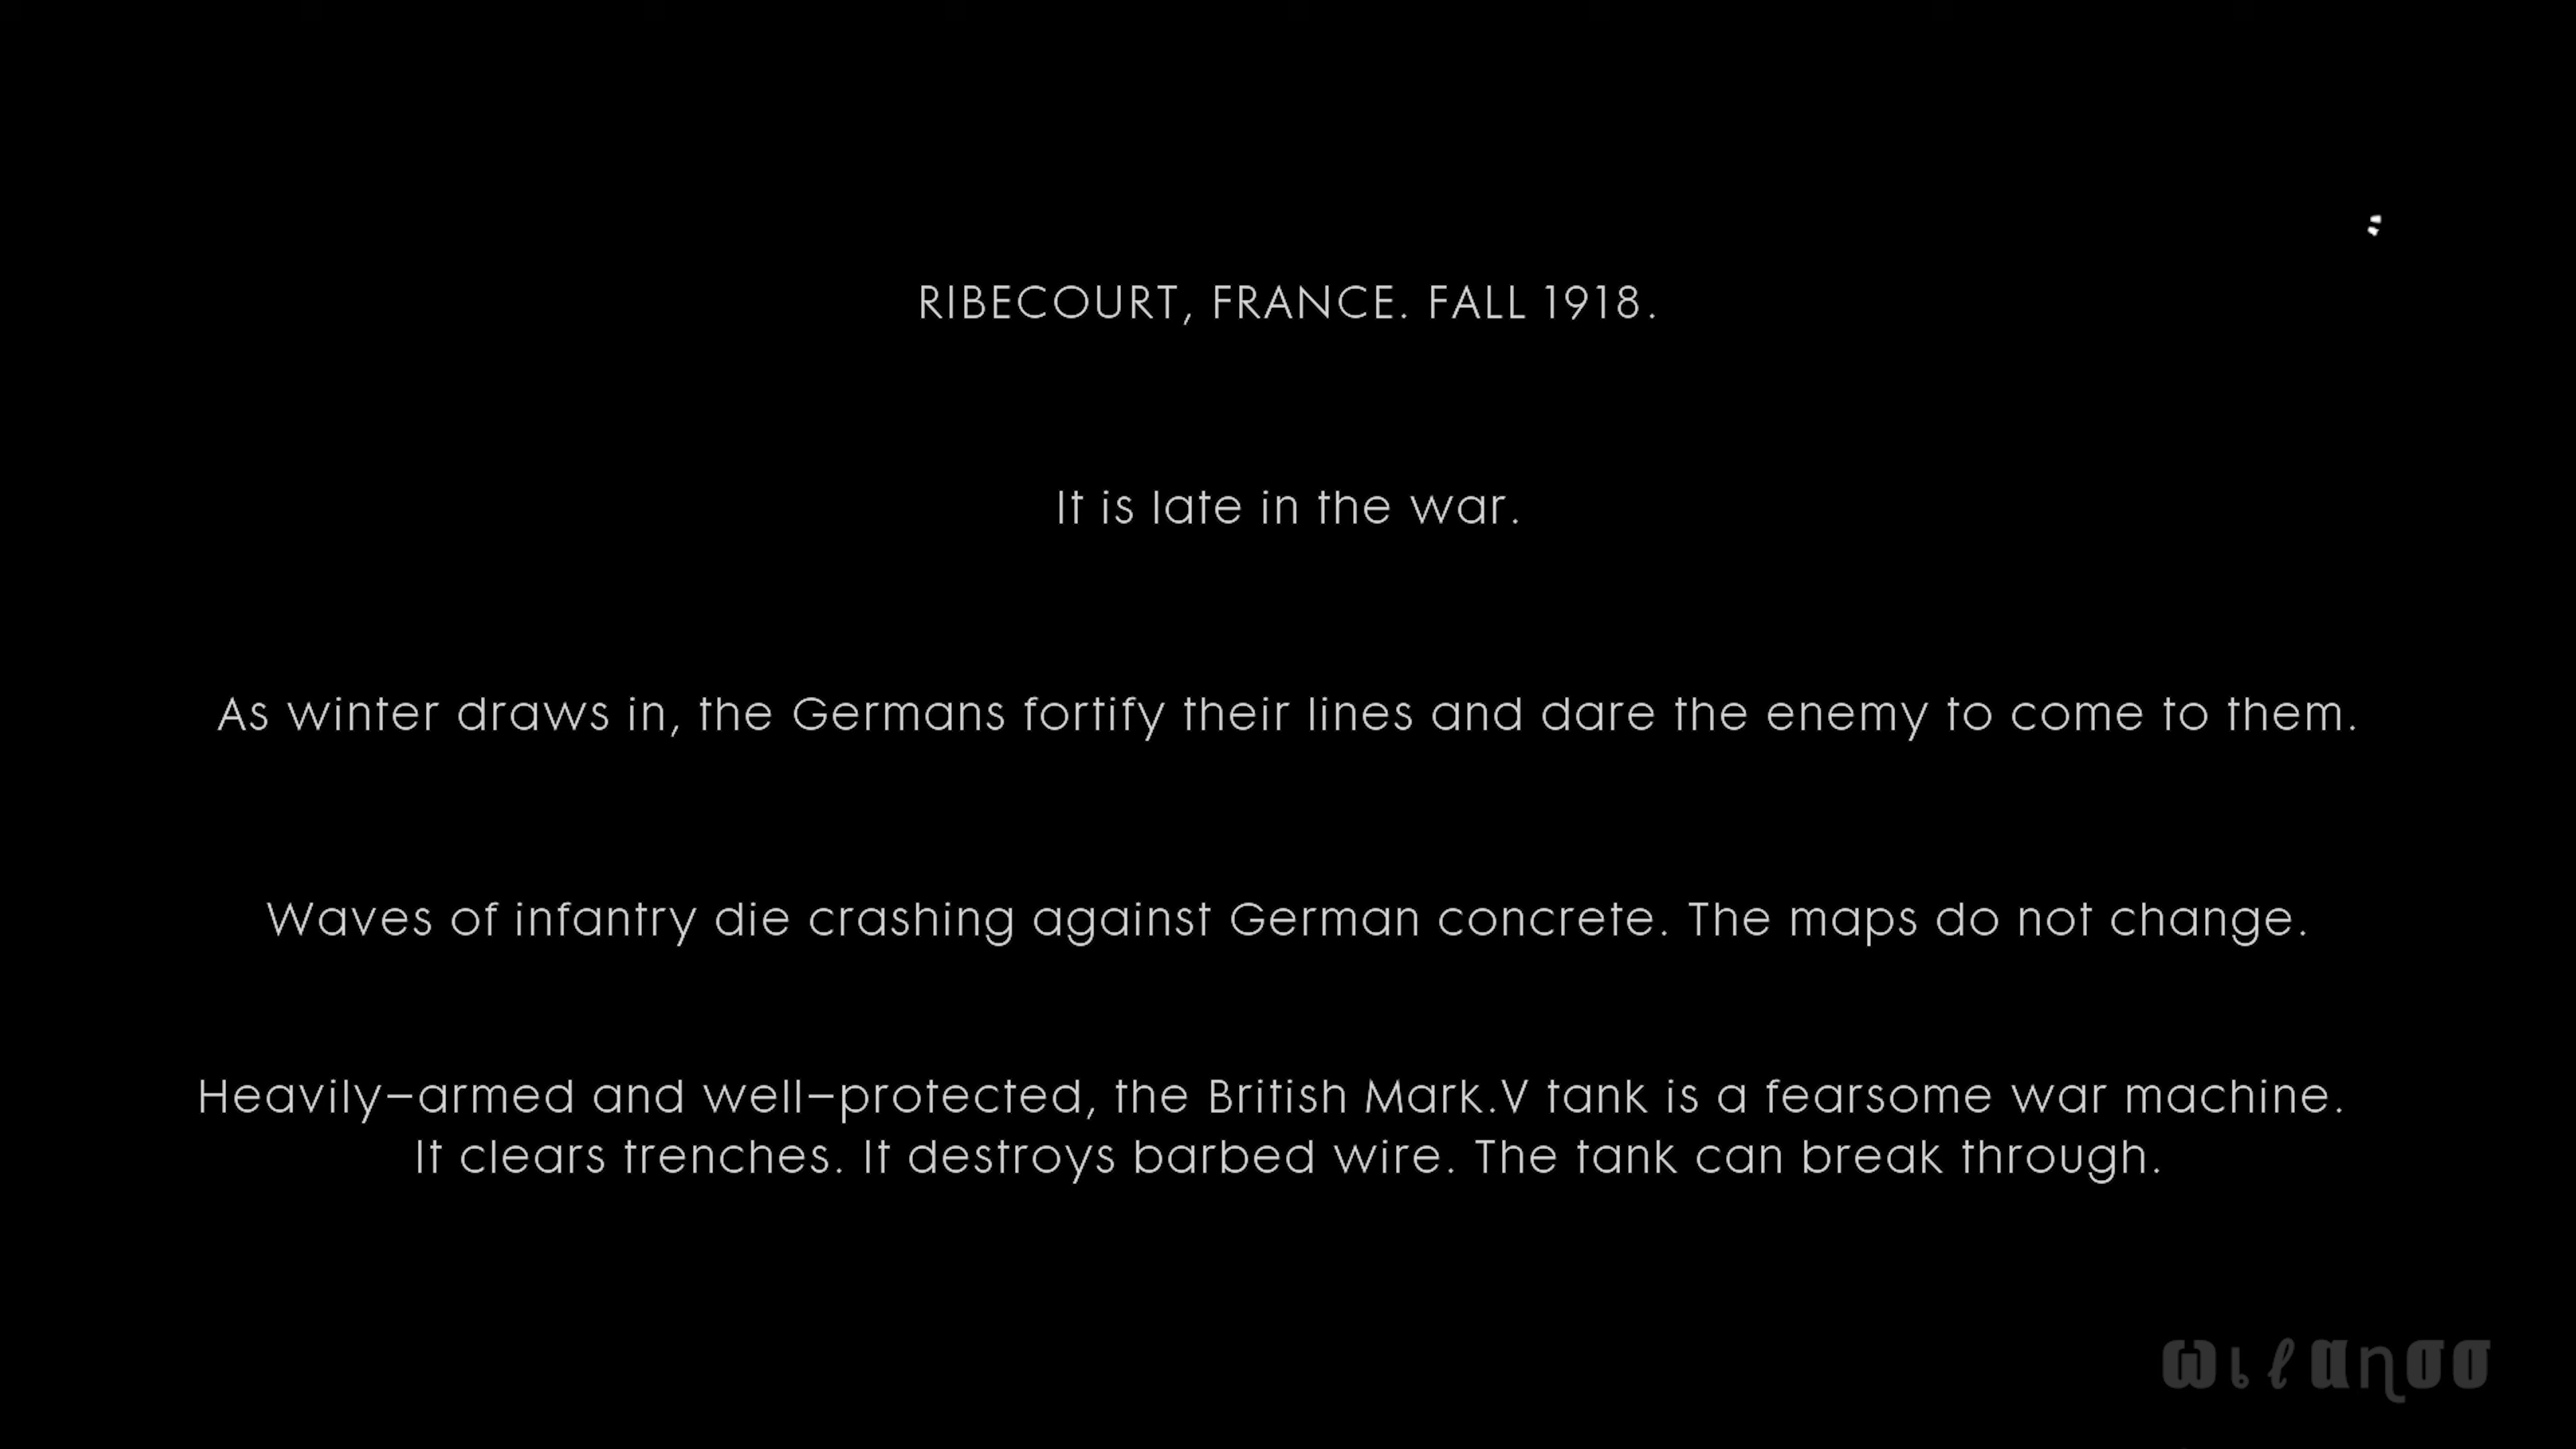 RIBECOURT, FRANCE. FALL 1918.
It is late in the war.
As winter draws in, the Germans fortify their lines and dare the enemy to come to them.
Waves of infantry die crashing against German concrete. The maps do not change.
Heavily-armed and well-protected, the British Mark.V tank is a fearsome war machine.
It clears trenches. It destroys barbed wire. The tank can break through.
ωιℓαησσ